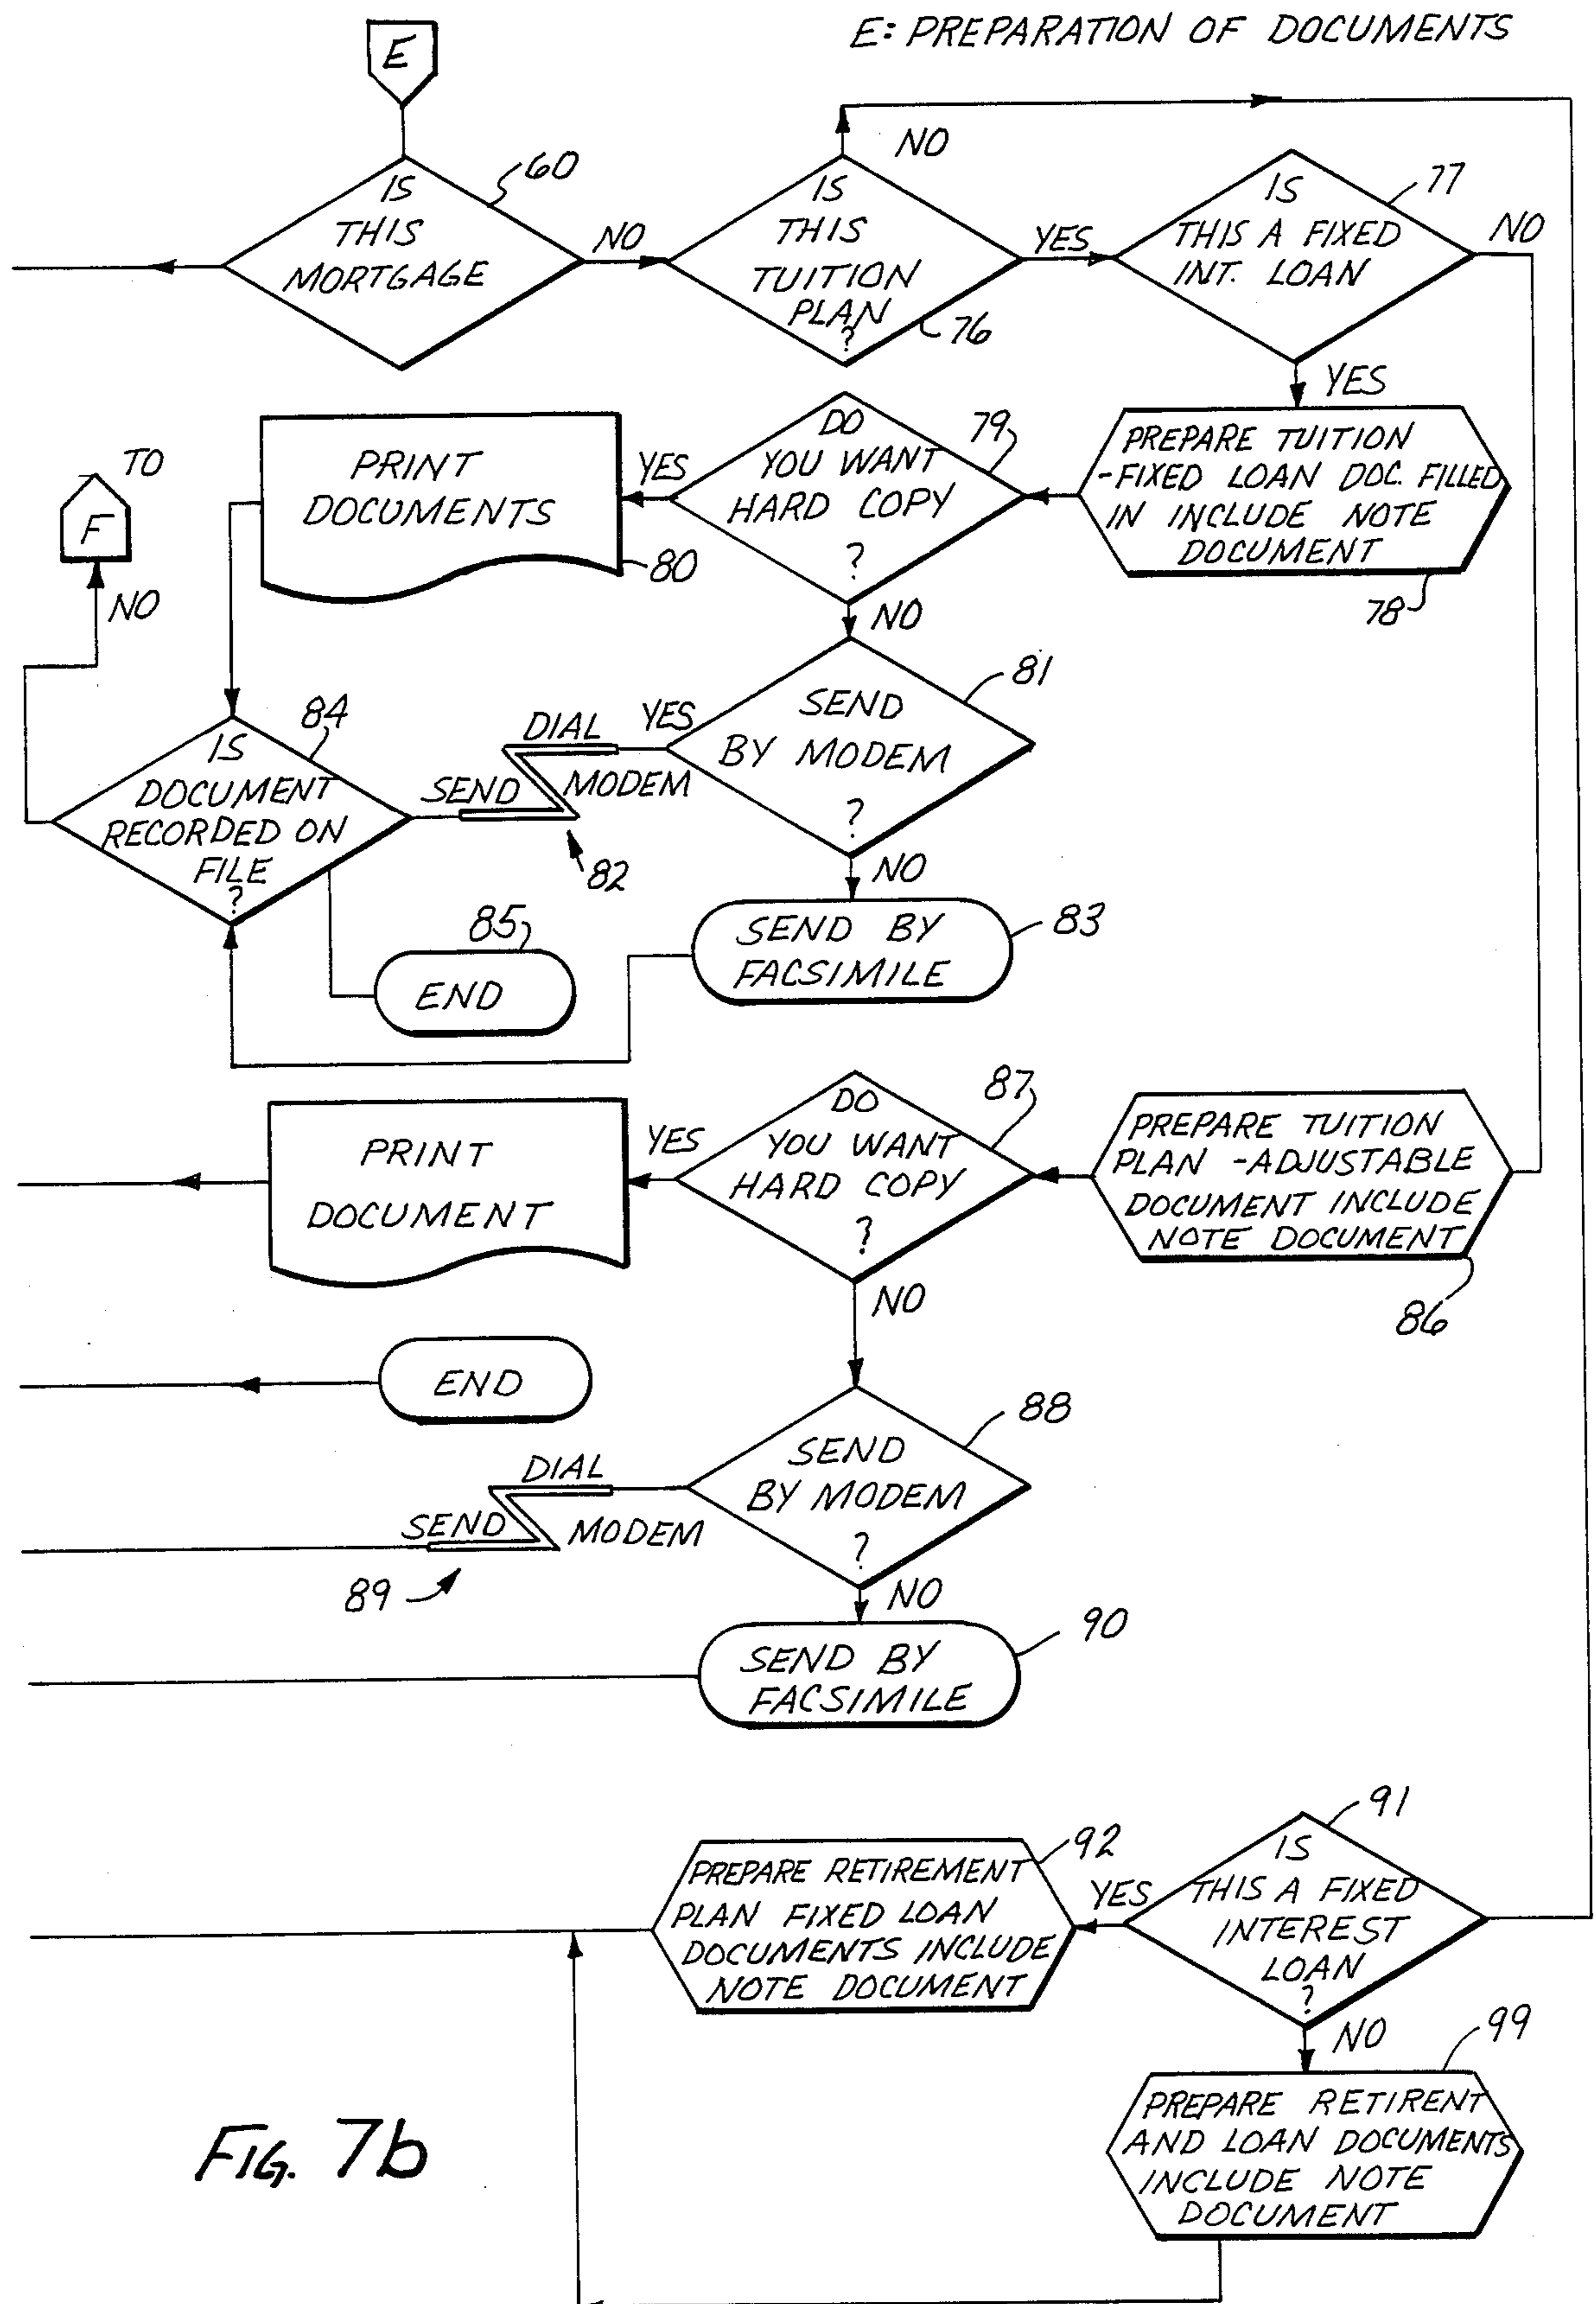 E: PREPARATION OF DOCUMENTS
E
IS
THIS
MORTGAGE
60
NO
IS
THIS
TUITION
PLAN
?
76
NO
YES
IS
THIS A FIXED
INT. LOAN
77
NO
YES
PREPARE TUITION
-FIXED LOAN DOC. FILLED
IN INCLUDE NOTE
DOCUMENT
78
DO
YOU WANT
HARD COPY
?
79
YES
PRINT
DOCUMENTS
80
TO
F
NO
NO
SEND
BY MODEM
?
81
YES
DIAL
MODEM
SEND
82
IS
DOCUMENT
RECORDED ON
FILE
?
84
NO
SEND BY
FACSIMILE
83
85
END
PREPARE TUITION
PLAN -ADJUSTABLE
DOCUMENT INCLUDE
NOTE DOCUMENT
86
DO
YOU WANT
HARD COPY
?
87
YES
PRINT
DOCUMENT
NO
END
SEND
BY MODEM
?
88
DIAL
MODEM
SEND
89
NO
SEND BY
FACSIMILE
90
IS
THIS A FIXED
INTEREST
LOAN
?
91
YES
PREPARE RETIREMENT
PLAN FIXED LOAN
DOCUMENTS INCLUDE
NOTE DOCUMENT
92
NO
PREPARE RETIRENT
AND LOAN DOCUMENTS
INCLUDE NOTE
DOCUMENT
99
FIG. 7b